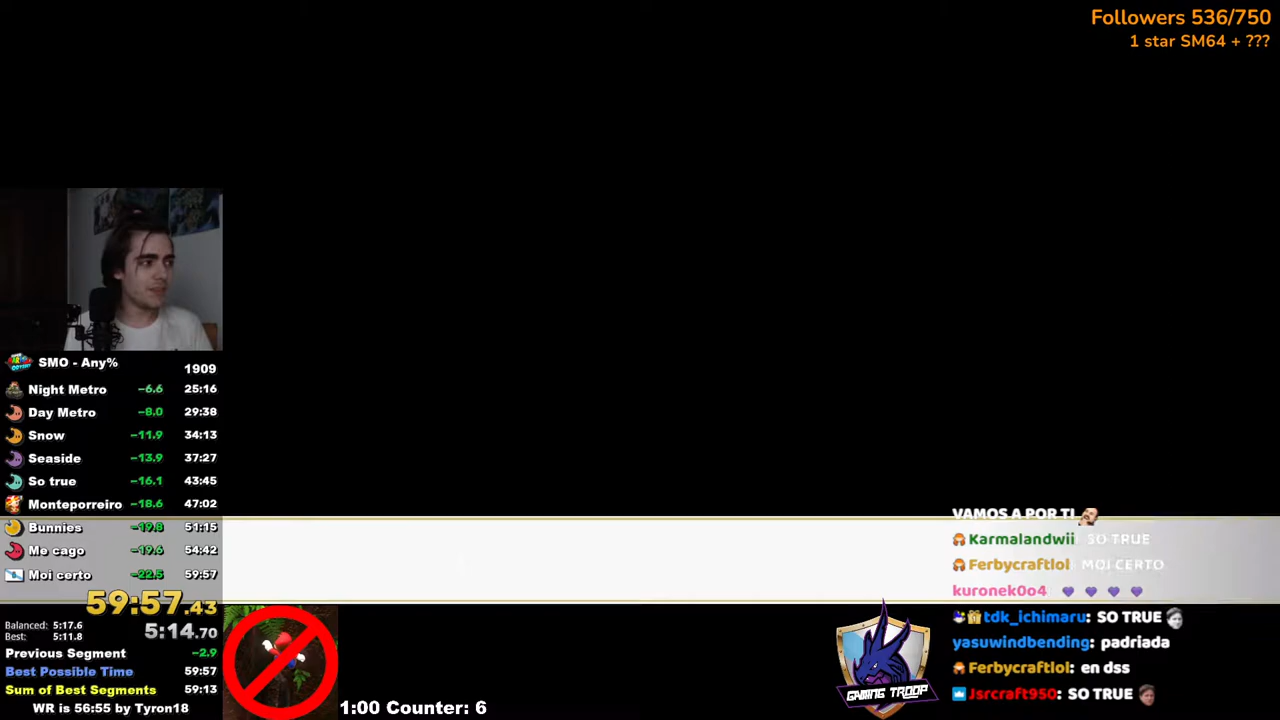 Followers 536/750
1 star SM64 + ???
SMO - Any%
1909
Night Metro -6.6 25:16
Day Metro -8.0 29:38
Snow -11.9 34:13
Seaside -13.9 37:27
So true -16.1 43:45
Monteporreiro -18.6 47:02
Bunnies -19.8 51:15
Me cago -19.6 54:42
Moi certo -22.5 59:57
59:57.43
Balanced: 5:17.6
Best: 5:11.8
5:14.70
Previous Segment -2.9
Best Possible Time 59:57
Sum of Best Segments 59:13
WR is 56:55 by Tyron18
1:00 Counter: 6
GAMING TROOP
VAMOS A POR TI
Karmalandwii SO TRUE
Ferbycraftlol MOI CERTO
kuronek0o4
tdk_ichimaru: SO TRUE
yasuwindbending: padriada
Ferbycraftlol: en dss
Jsrcraft950: SO TRUE